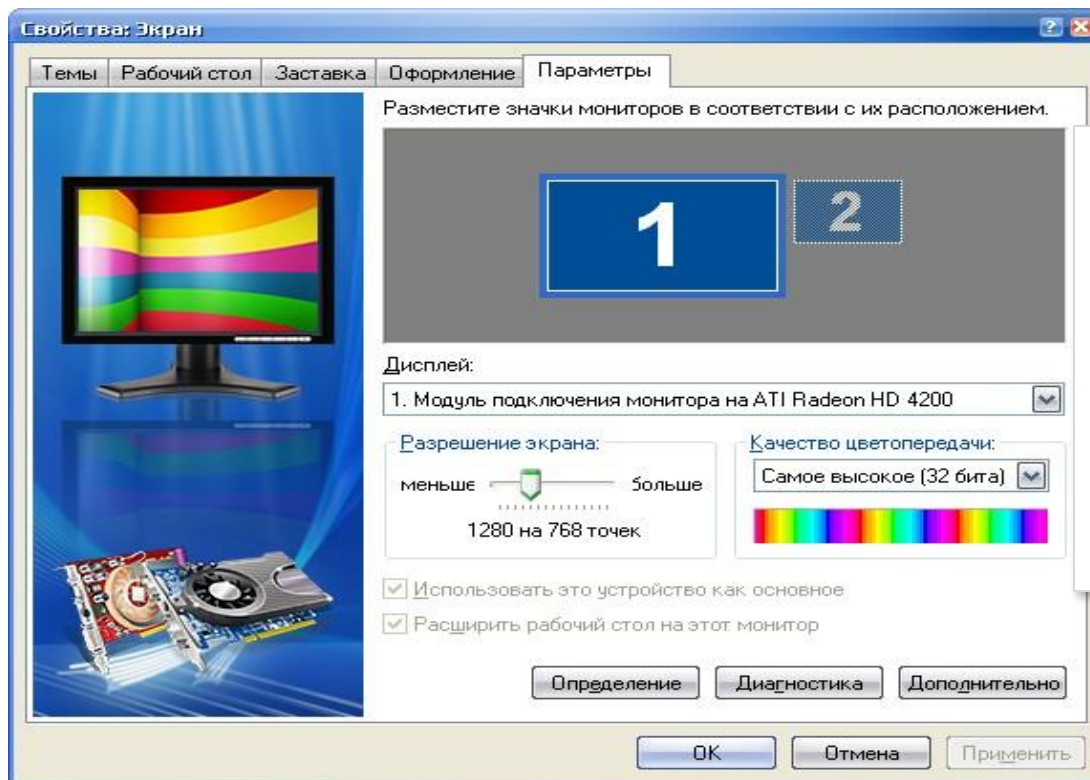 Свойства: Экран
Темы
Рабочий стол
Заставка
Оформление
Параметры
Разместите значки мониторов в соответствии с их расположением.
1
2
Дисплей:
1. Модуль подключения монитора на ATI Radeon HD 4200
Разрешение экрана:
меньше
больше
1280 на 768 точек
Качество цветопередачи:
Самое высокое (32 бита)
Использовать это устройство как основное
Расширить рабочий стол на этот монитор
Определение
Диагностика
Дополнительно
OK
Отмена
Применить